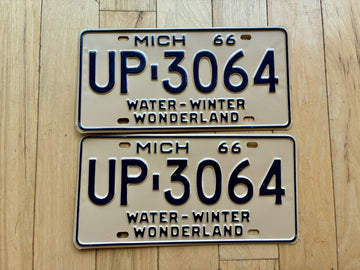 MICH 66
UP-3064
WATER-WINTER
WONDERLAND
MICH 66
UP-3064
WATER-WINTER
WONDERLAND